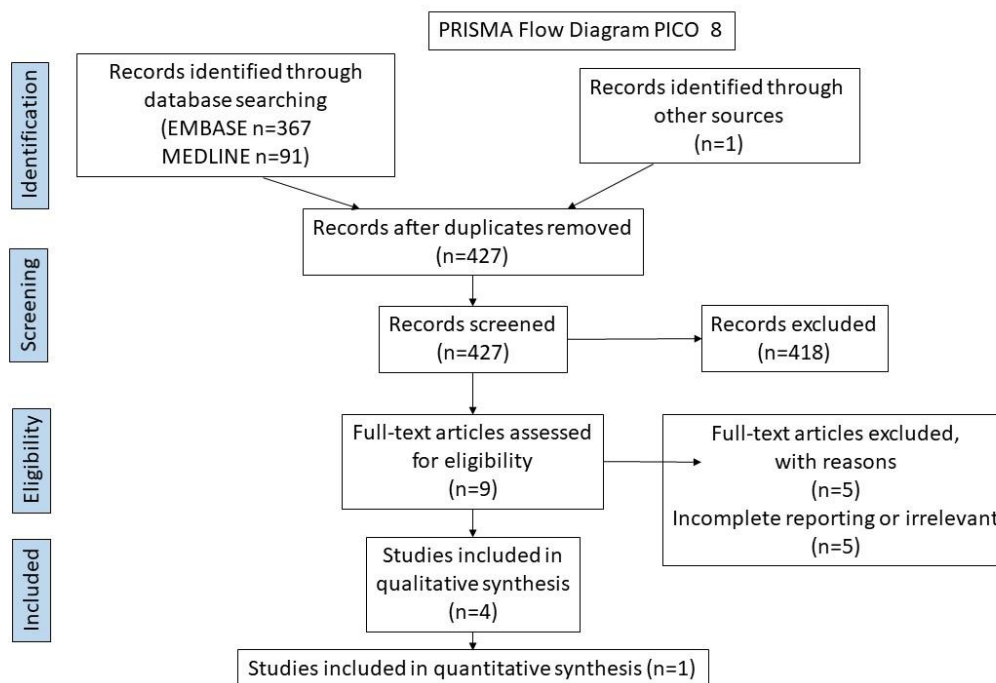 PRISMA Flow Diagram PICO 8
Identification
Records identified through
database searching
(EMBASE n=367
MEDLINE n=91)
Records identified through
other sources
(n=1)
Records after duplicates removed
(n=427)
Screening
Records screened
(n=427)
Records excluded
(n=418)
Eligibility
Full-text articles assessed
for eligibility
(n=9)
Full-text articles excluded,
with reasons
(n=5)
Incomplete reporting or irrelevant
(n=5)
Included
Studies included in
qualitative synthesis
(n=4)
Studies included in quantitative synthesis (n=1)